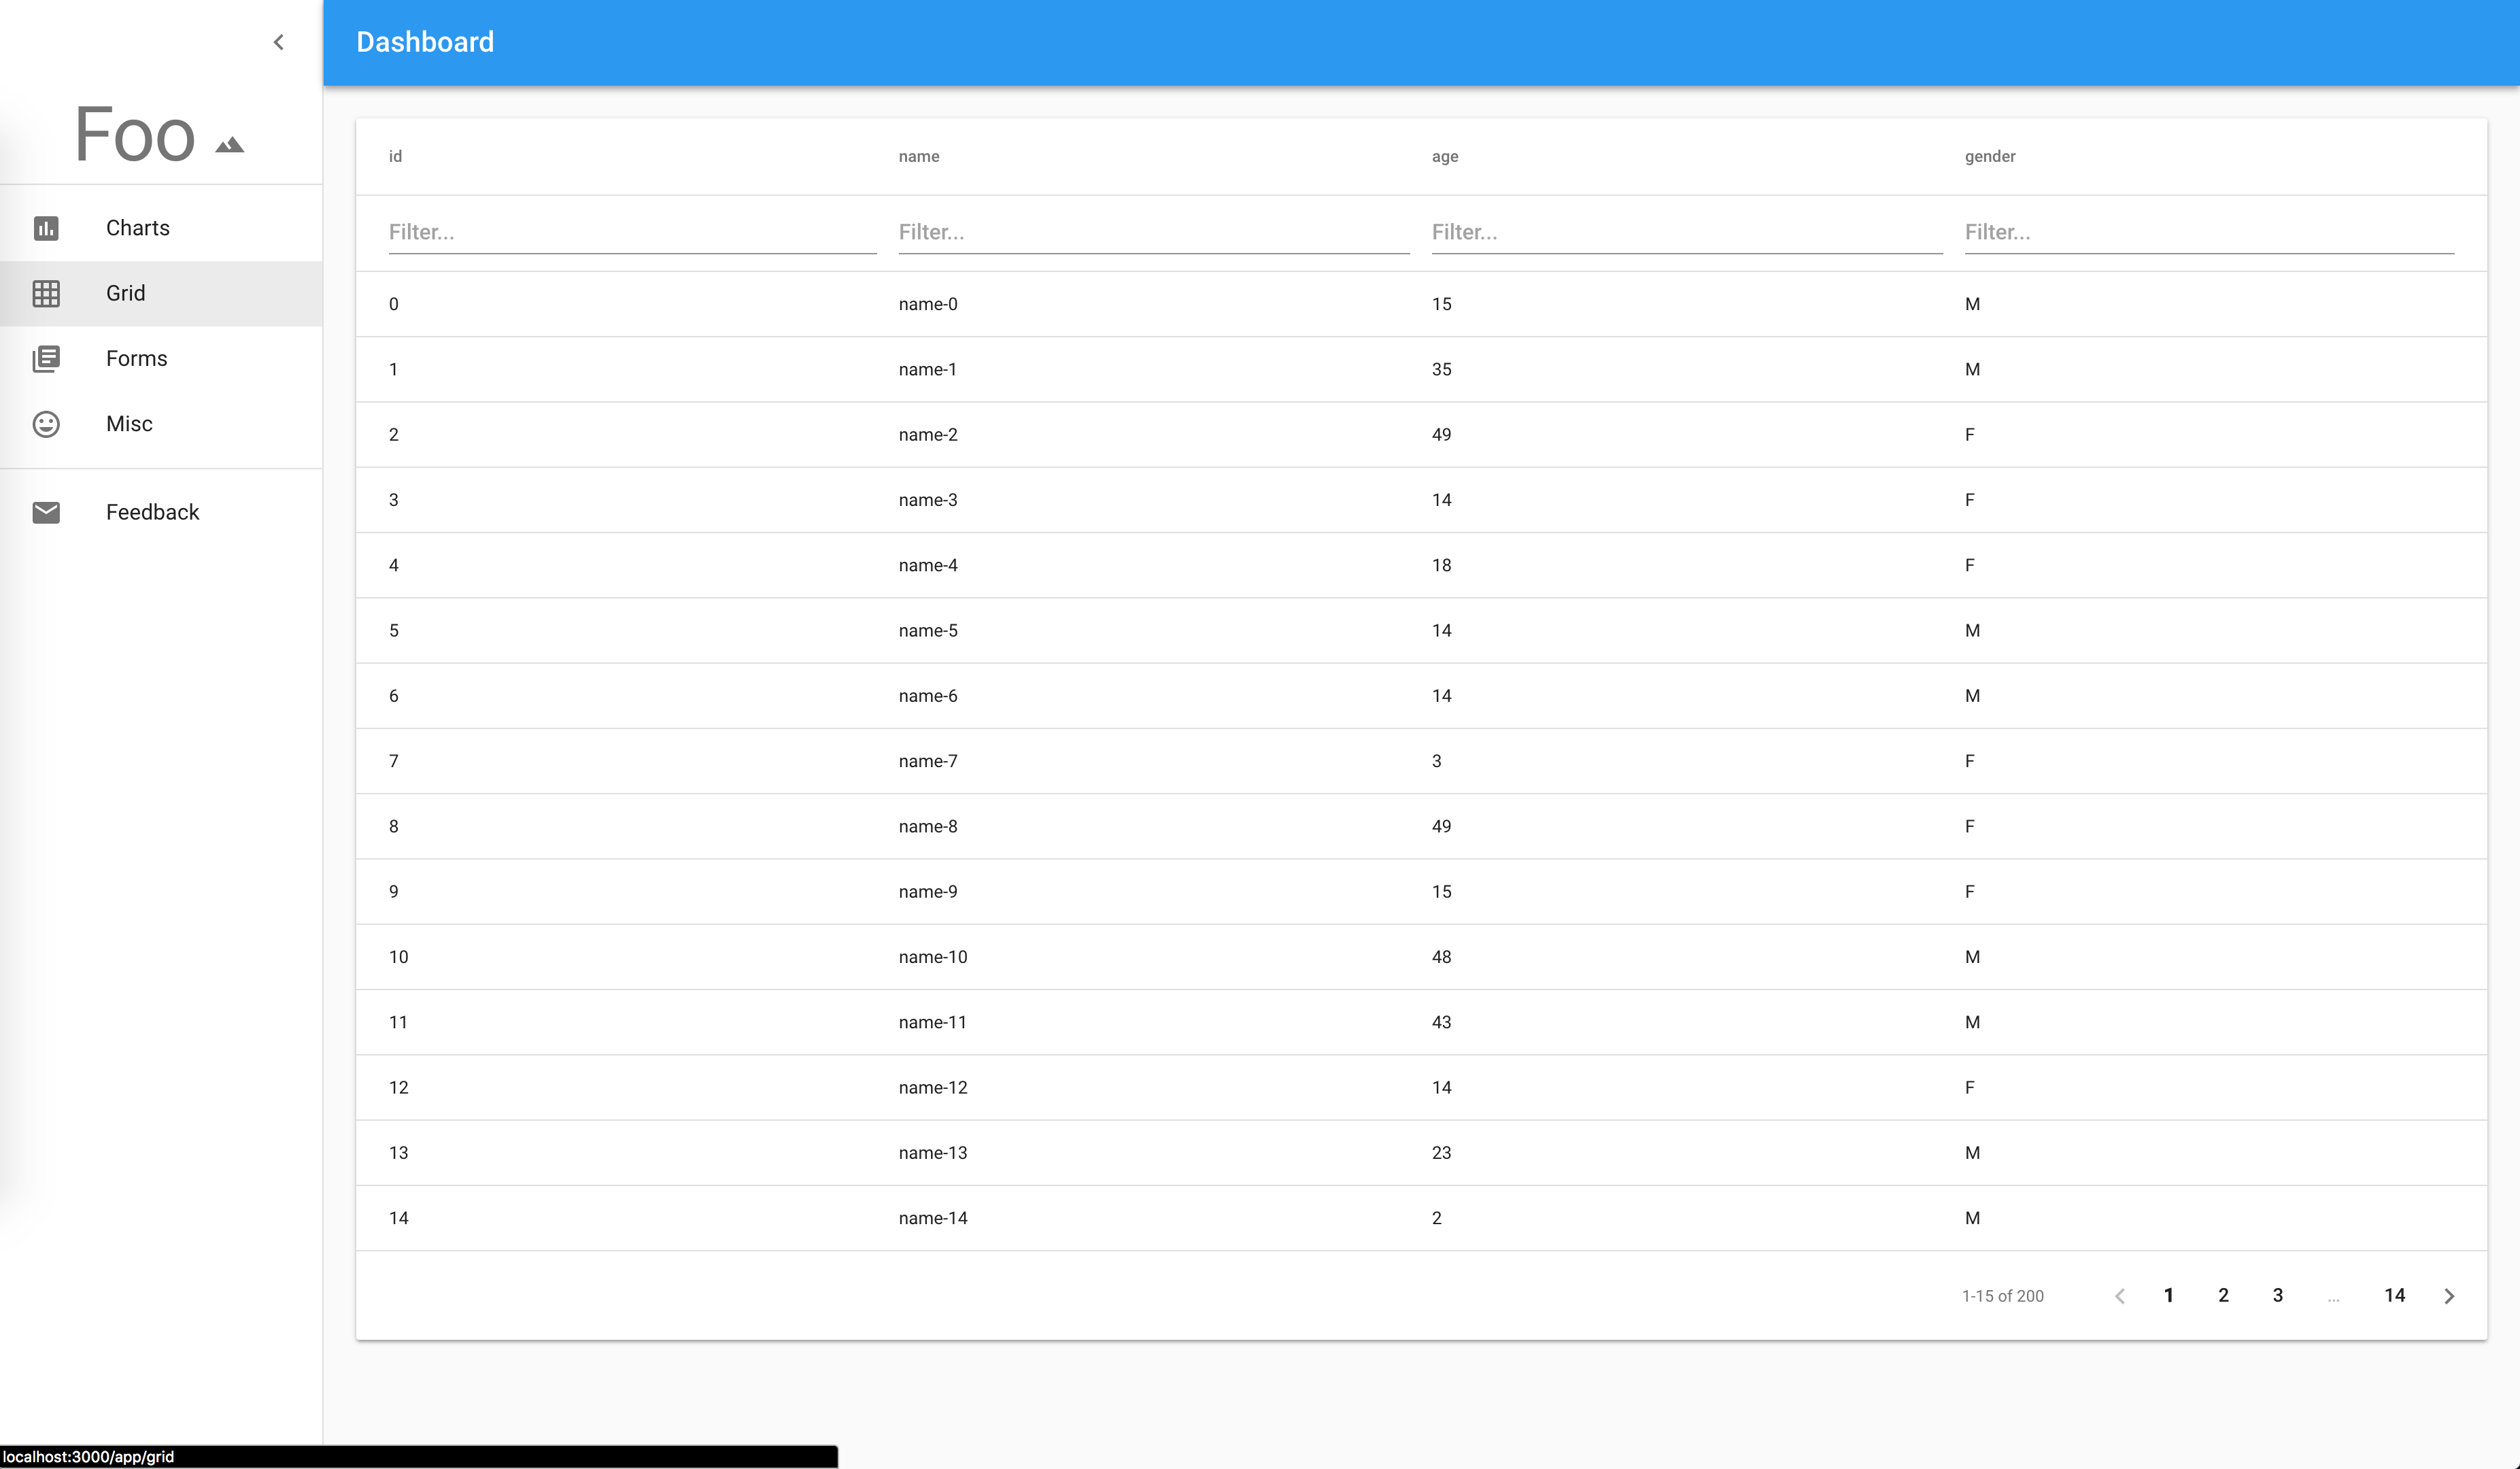 Dashboard
Foo
Charts
Grid
Forms
Misc
Feedback
id name age gender
Filter... Filter... Filter... Filter...
0 name-0 15 M
1 name-1 35 M
2 name-2 49 F
3 name-3 14 F
4 name-4 18 F
5 name-5 14 M
6 name-6 14 M
7 name-7 3 F
8 name-8 49 F
9 name-9 15 F
10 name-10 48 M
11 name-11 43 M
12 name-12 14 F
13 name-13 23 M
14 name-14 2 M
1-15 of 200 1 2 3 ... 14
localhost:3000/app/grid